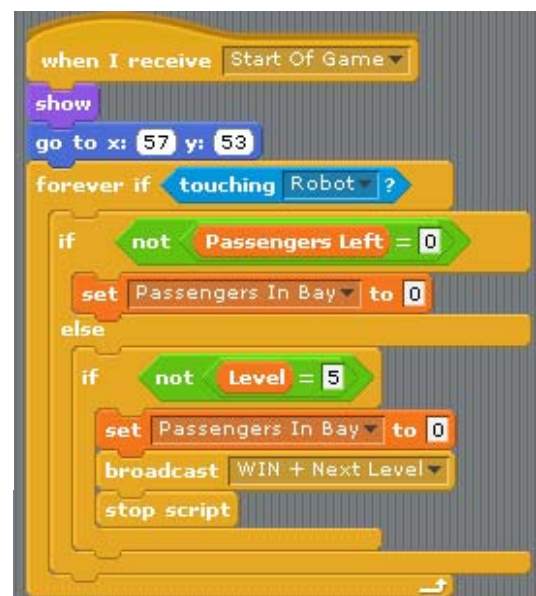 when I receive Start Of Game
show
go to x: 57 y: 53
forever if touching Robot ?
if not Passengers Left = 0
set Passengers In Bay to 0
else
if not Level = 5
set Passengers In Bay to 0
broadcast WIN + Next Level
stop script